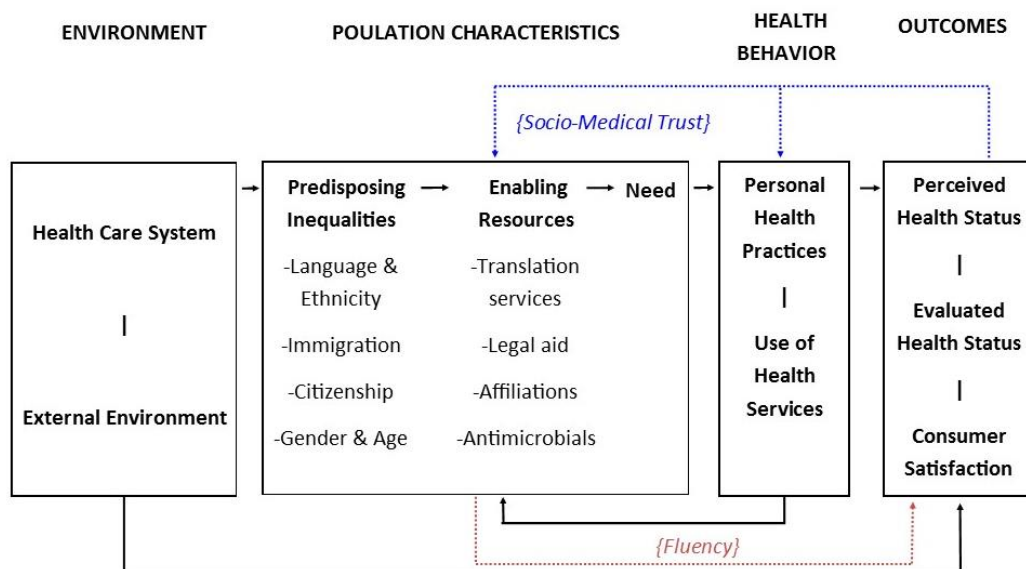 ENVIRONMENT
POULATION CHARACTERISTICS
HEALTH
BEHAVIOR
OUTCOMES
{Socio-Medical Trust}
Health Care System
|
External Environment
Predisposing
Inequalities
-Language &
Ethnicity
-Immigration
-Citizenship
-Gender & Age
Enabling
Resources
-Translation
services
-Legal aid
-Affiliations
-Antimicrobials
Need
Personal
Health
Practices
|
Use of
Health
Services
Perceived
Health Status
|
Evaluated
Health Status
|
Consumer
Satisfaction
{Fluency}